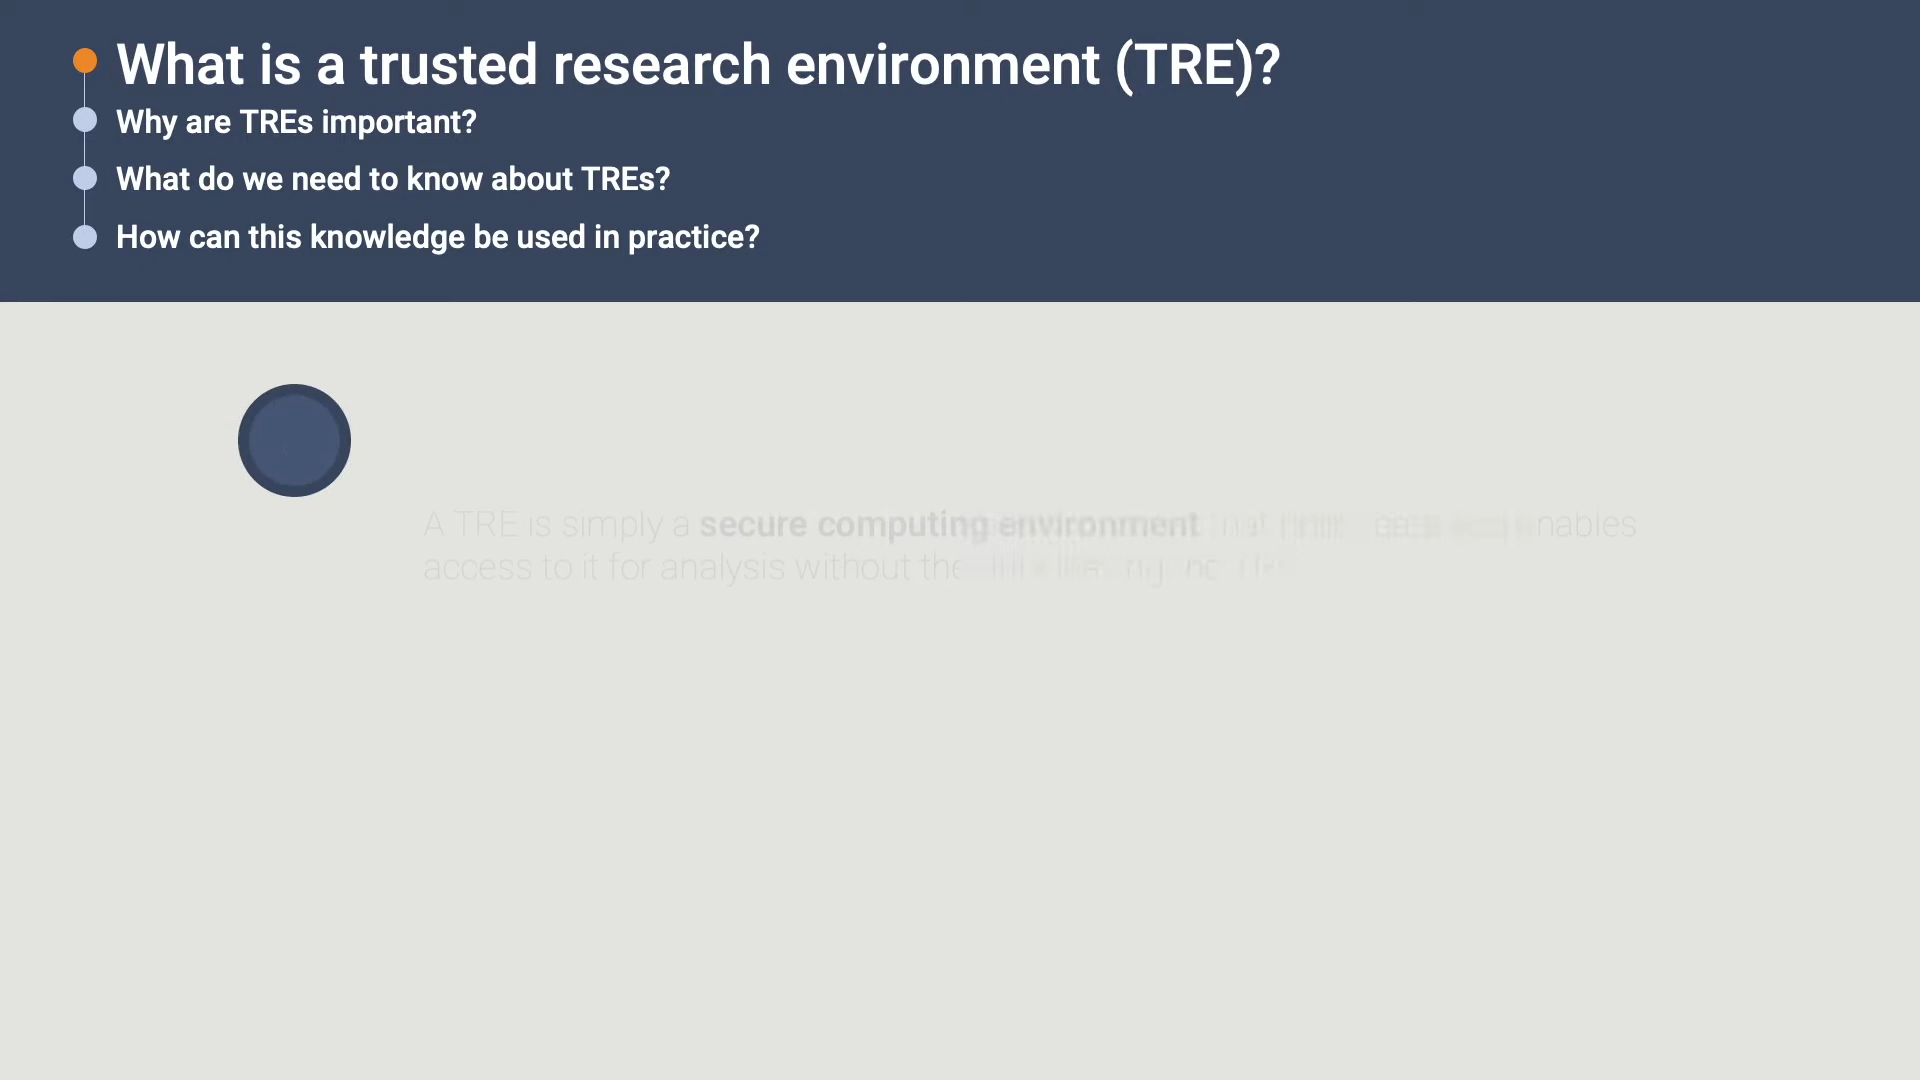 What is a trusted research environment (TRE)?
Why are TREs important?
What do we need to know about TREs?
How can this knowledge be used in practice?
A TRE is simply a secure computing environment
access to it for analysis without the